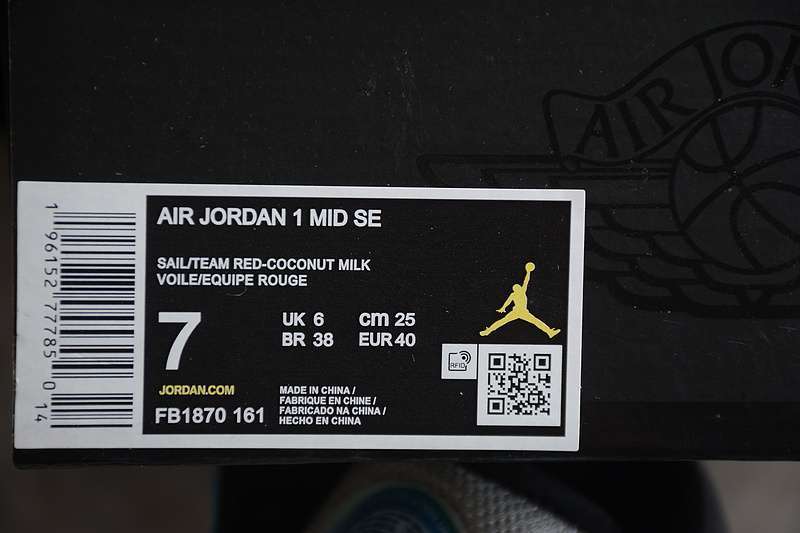 AIR JOR
AIR JORDAN 1 MID SE
SAIL/TEAM RED-COCONUT MILK
VOILE/EQUIPE ROUGE
7
UK 6
cm 25
BR 38
EUR 40
RFID
JORDAN.COM
FB1870 161
MADE IN CHINA /
FABRIQUE EN CHINE /
FABRICADO NA CHINA /
HECHO EN CHINA
1 96152 77785 0 14